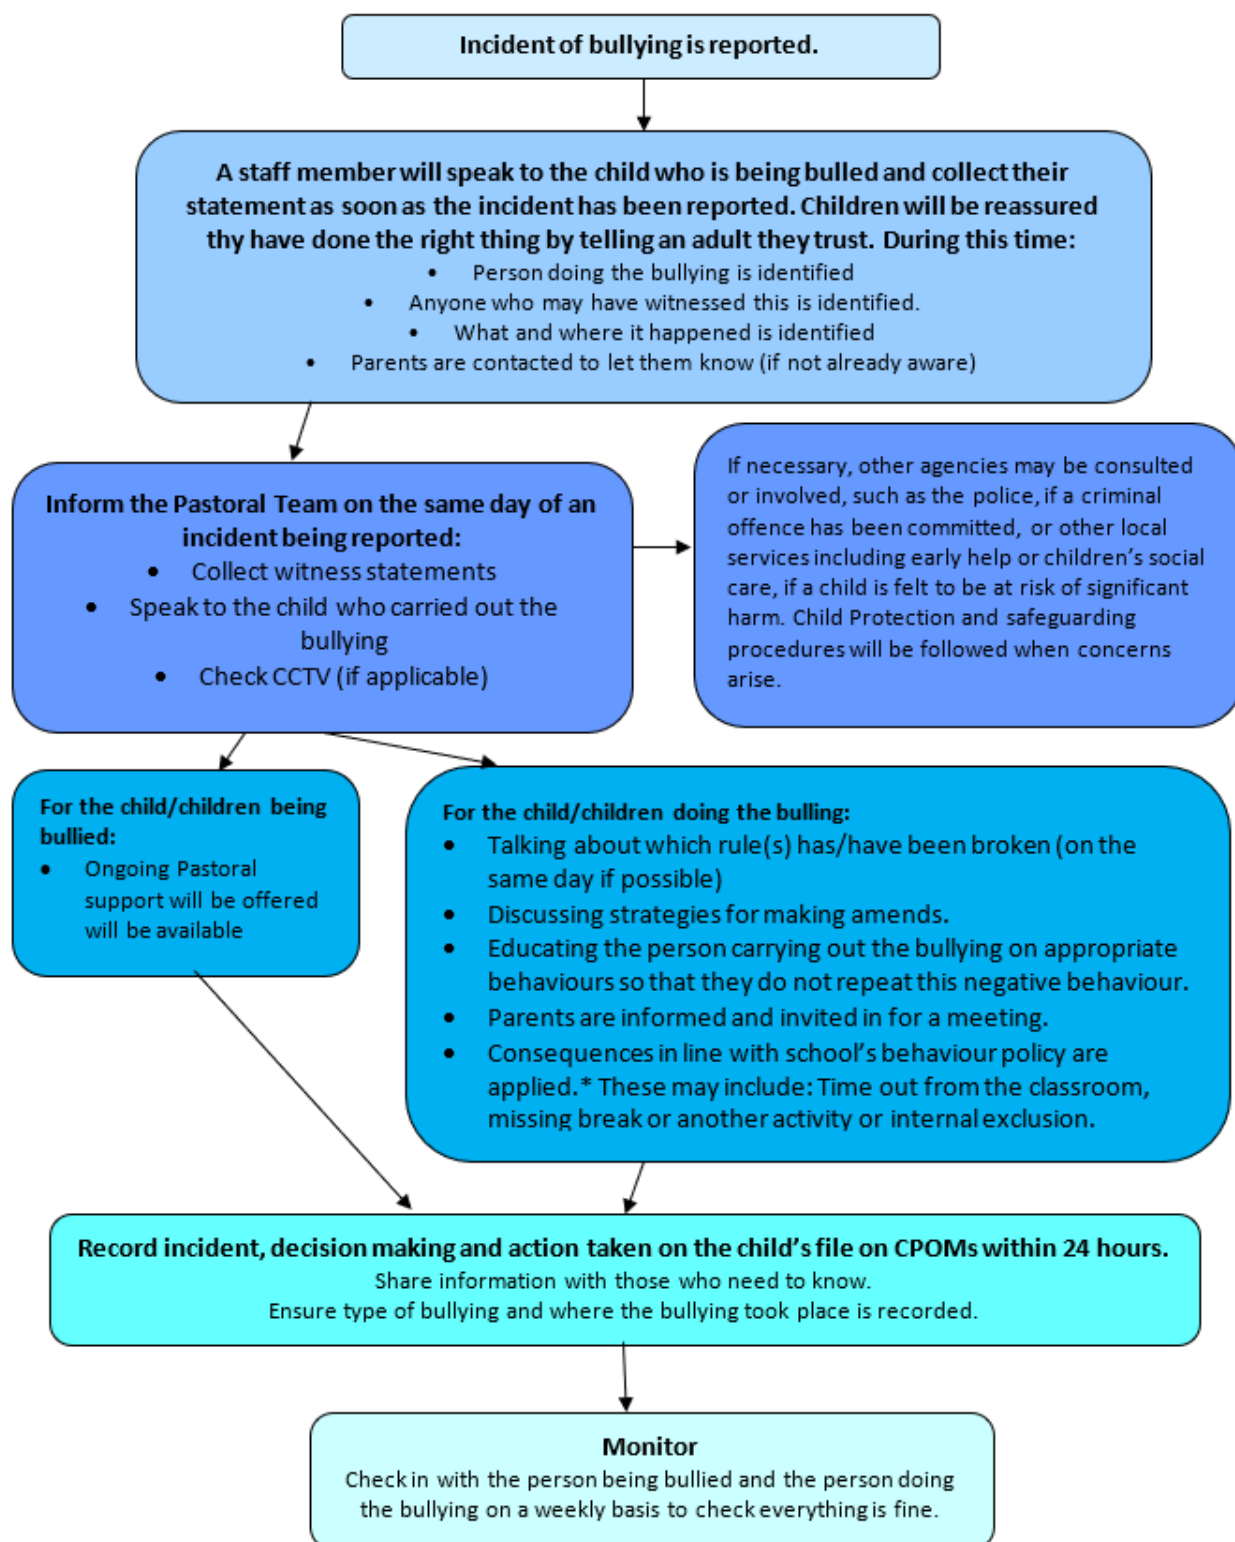 Incident of bullying is reported.
A staff member will speak to the child who is being bulled and collect their
statement as soon as the incident has been reported. Children will be reassured
thy have done the right thing by telling an adult they trust. During this time:
• Person doing the bullying is identified
• Anyone who may have witnessed this is identified.
• What and where it happened is identified
• Parents are contacted to let them know (if not already aware)
Inform the Pastoral Team on the same day of an
incident being reported:
• Collect witness statements
• Speak to the child who carried out the
bullying
• Check CCTV (if applicable)
If necessary, other agencies may be consulted
or involved, such as the police, if a criminal
offence has been committed, or other local
services including early help or children’s social
care, if a child is felt to be at risk of significant
harm. Child Protection and safeguarding
procedures will be followed when concerns
arise.
For the child/children being
bullied:
• Ongoing Pastoral
support will be offered
will be available
For the child/children doing the bulling:
• Talking about which rule(s) has/have been broken (on the
same day if possible)
• Discussing strategies for making amends.
• Educating the person carrying out the bullying on appropriate
behaviours so that they do not repeat this negative behaviour.
• Parents are informed and invited in for a meeting.
• Consequences in line with school’s behaviour policy are
applied.* These may include: Time out from the classroom,
missing break or another activity or internal exclusion.
Record incident, decision making and action taken on the child’s file on CPOMs within 24 hours.
Share information with those who need to know.
Ensure type of bullying and where the bullying took place is recorded.
Monitor
Check in with the person being bullied and the person doing
the bullying on a weekly basis to check everything is fine.